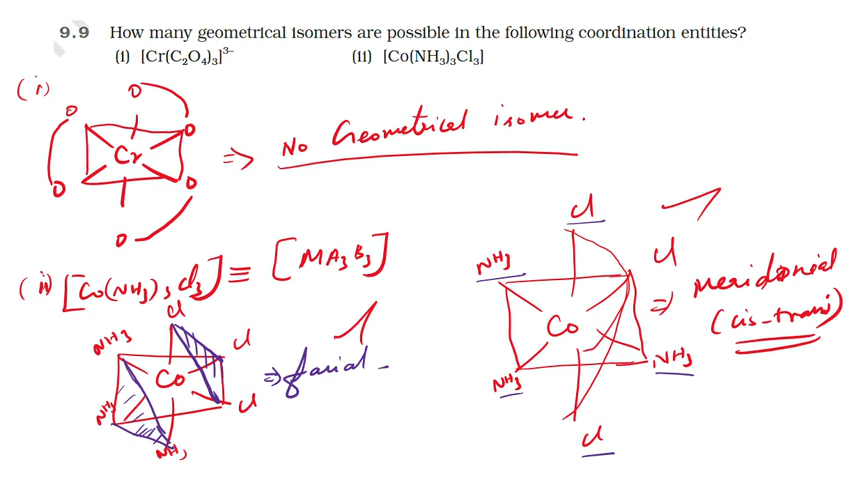 9.9 How many geometrical isomers are possible in the following coordination entities?
(i) [Cr(C₂O₄)₃]³⁻ (ii) [Co(NH₃)₃Cl₃]
(i)
O
O
O
Cr
O
O
O
=> No Geometrical isomer.
(ii) [Co(NH3)3Cl3] ≡ [MA3B3]
Cl
NH3
Cl
Co
NH3
Cl
NH3
=> facial -
Cl
NH3
Cl
Co
NH3
NH3
Cl
=> meridonial
(cis-trans)